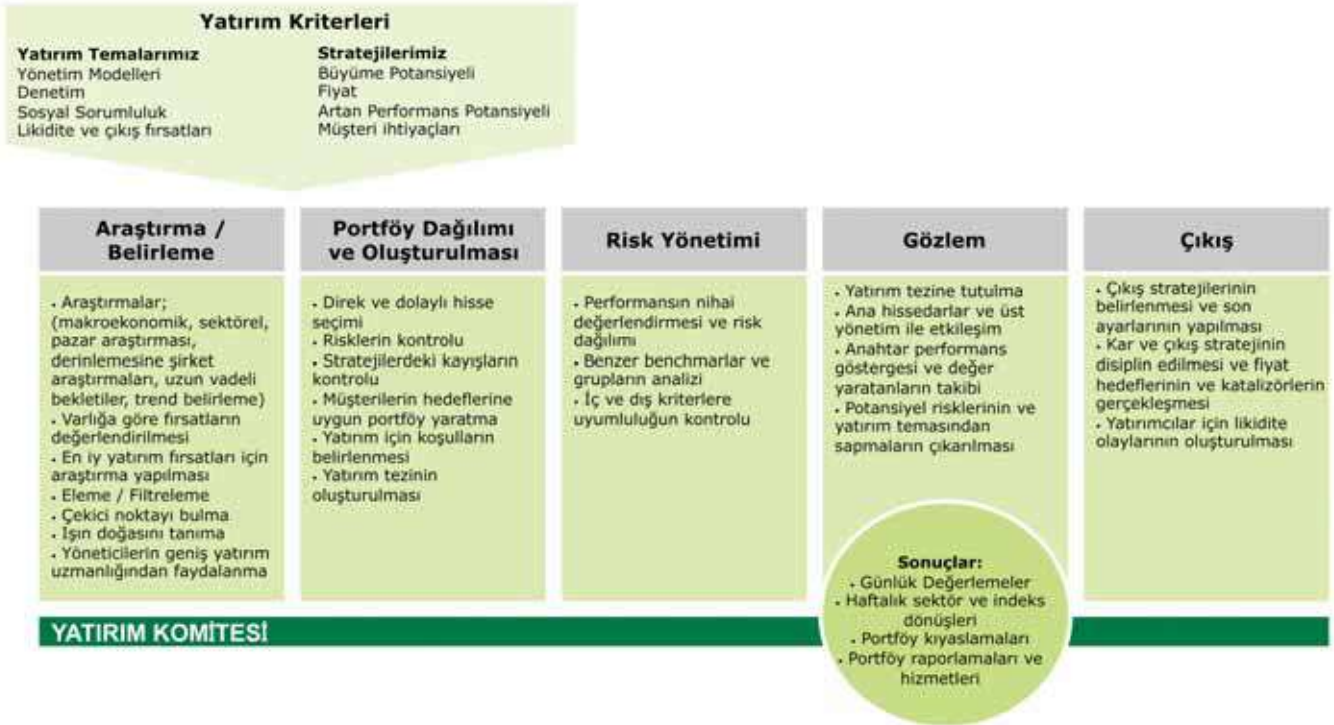 Yatırım Kriterleri
Yatırım Temalarımız
Yönetim Modelleri
Denetim
Sosyal Sorumluluk
Likidite ve çıkış fırsatları
Stratejilerimiz
Büyüme Potansiyeli
Fiyat
Artan Performans Potansiyeli
Müşteri ihtiyaçları
Araştırma /
Belirleme
• Araştırmalar;
(makroekonomik, sektörel,
pazar araştırması,
derinlemesine şirket
araştırmaları, uzun vadeli
bekletiler, trend belirleme)
• Varlığa göre fırsatların
değerlendirilmesi
• En iy yatırım fırsatları için
araştırma yapılması
• Eleme / Filtreleme
• Çekici noktayı bulma
• Işın doğasını tanıma
• Yöneticilerin geniş yatırım
uzmanlığından faydalanma
Portföy Dağılımı
ve Oluşturulması
• Direk ve dolaylı hisse
seçimi
• Risklerin kontrolu
• Stratejilerdeki kayışların
kontrolu
• Müşterilerin hedeflerine
uygun portföy yaratma
• Yatırım için koşulların
belirlenmesi
• Yatırım tezinin
oluşturulması
Risk Yönetimi
• Performansın nihai
değerlendirmesi ve risk
dağılımı
• Benzer benchmarlar ve
grupların analizi
• İç ve dış kriterlere
uyumluluğun kontrolu
Gözlem
• Yatırım tezine tutulma
• Ana hissedarlar ve üst
yönetim ile etkileşim
• Anahtar performans
göstergesi ve değer
yaratanların takibi
• Potansiyel risklerinin ve
yatırım temasından
sapmaların çıkarılması
Çıkış
• Çıkış stratejilerinin
belirlenmesi ve son
ayarlarının yapılması
• Kar ve çıkış stratejinin
disiplin edilmesi ve fiyat
hedeflerinin ve katalizörlerin
gerçekleşmesi
• Yatırımcılar için likidite
olaylarının oluşturulması
Sonuçlar:
• Günlük Değerlemeler
• Haftalık sektör ve indeks
dönüşleri
• Portföy kıyaslamaları
• Portföy raporlamaları ve
hizmetleri
YATIRIM KOMİTESİ